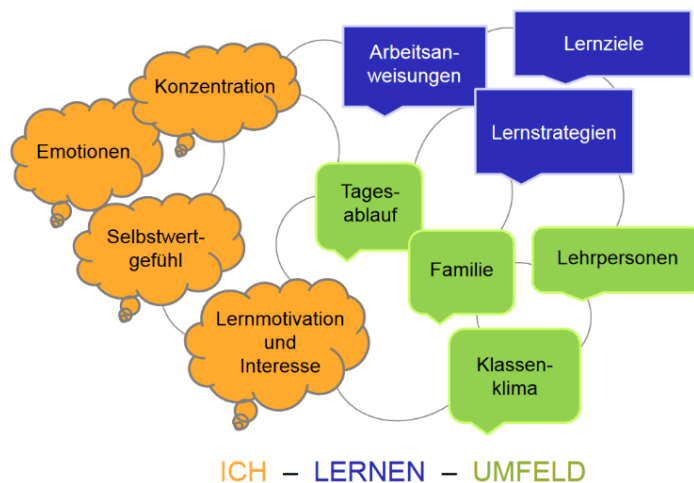 Konzentration
Emotionen
Selbstwert-
gefühl
Lernmotivation
und
Interesse
Arbeitsan-
weisungen
Lernziele
Lernstrategien
Tages-
ablauf
Familie
Lehrpersonen
Klassen-
klima
ICH – LERNEN – UMFELD